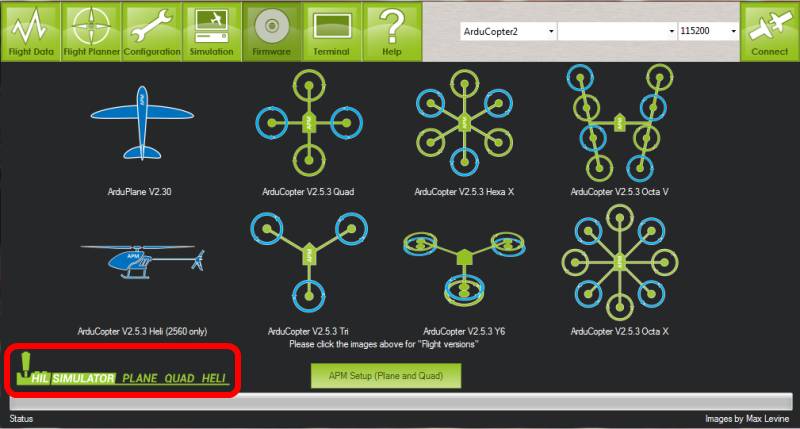 Flight Data Flight Planner Configuration Simulation Firmware Terminal Help ArduCopter2 115200 Connect
APM
ArduPlane V2.30 ArduCopter V2.5.3 Quad ArduCopter V2.5.3 Hexa X ArduCopter V2.5.3 Octa V
APM
ArduCopter V2.5.3 Heli (2560 only) ArduCopter V2.5.3 Tri ArduCopter V2.5.3 Y6 ArduCopter V2.5.3 Octa X
Please click the images above for "Flight versions"
HIL SIMULATOR PLANE QUAD HELI APM Setup (Plane and Quad)
Status Images by Max Levine